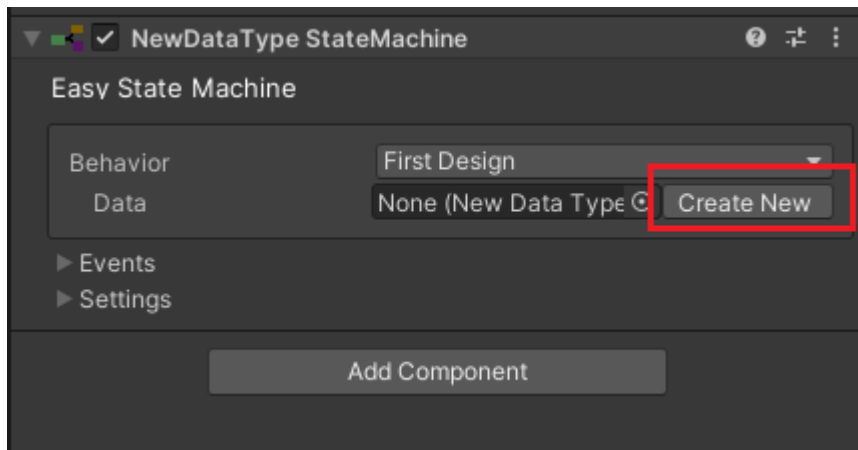 NewDataType StateMachine
Easy State Machine
Behavior First Design
Data None (New Data Type Create New
Events
Settings
Add Component